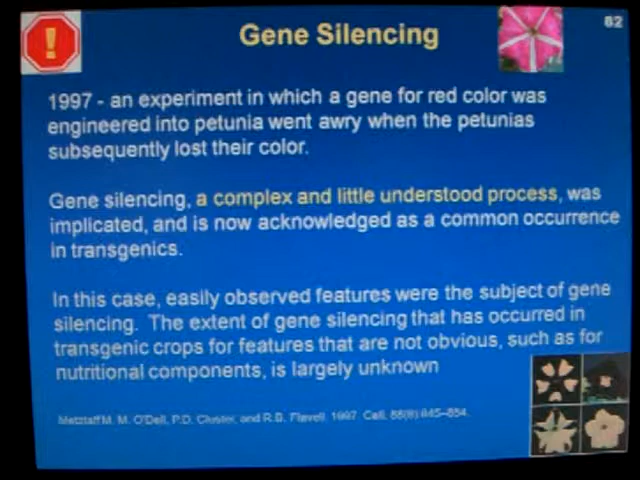 82
Gene Silencing
1997 - an experiment in which a gene for red color was
engineered into petunia went awry when the petunias
subsequently lost their color.
Gene silencing, a complex and little understood process, was
implicated, and is now acknowledged as a common occurrence
in transgenics.
In this case, easily observed features were the subject of gene
silencing. The extent of gene silencing that has occurred in
transgenic crops for features that are not obvious, such as for
nutritional components, is largely unknown
M. M. O'Dell, P.D. Cluster, and R.B. Flavell. 1997. Cell, 88(6):845-854.